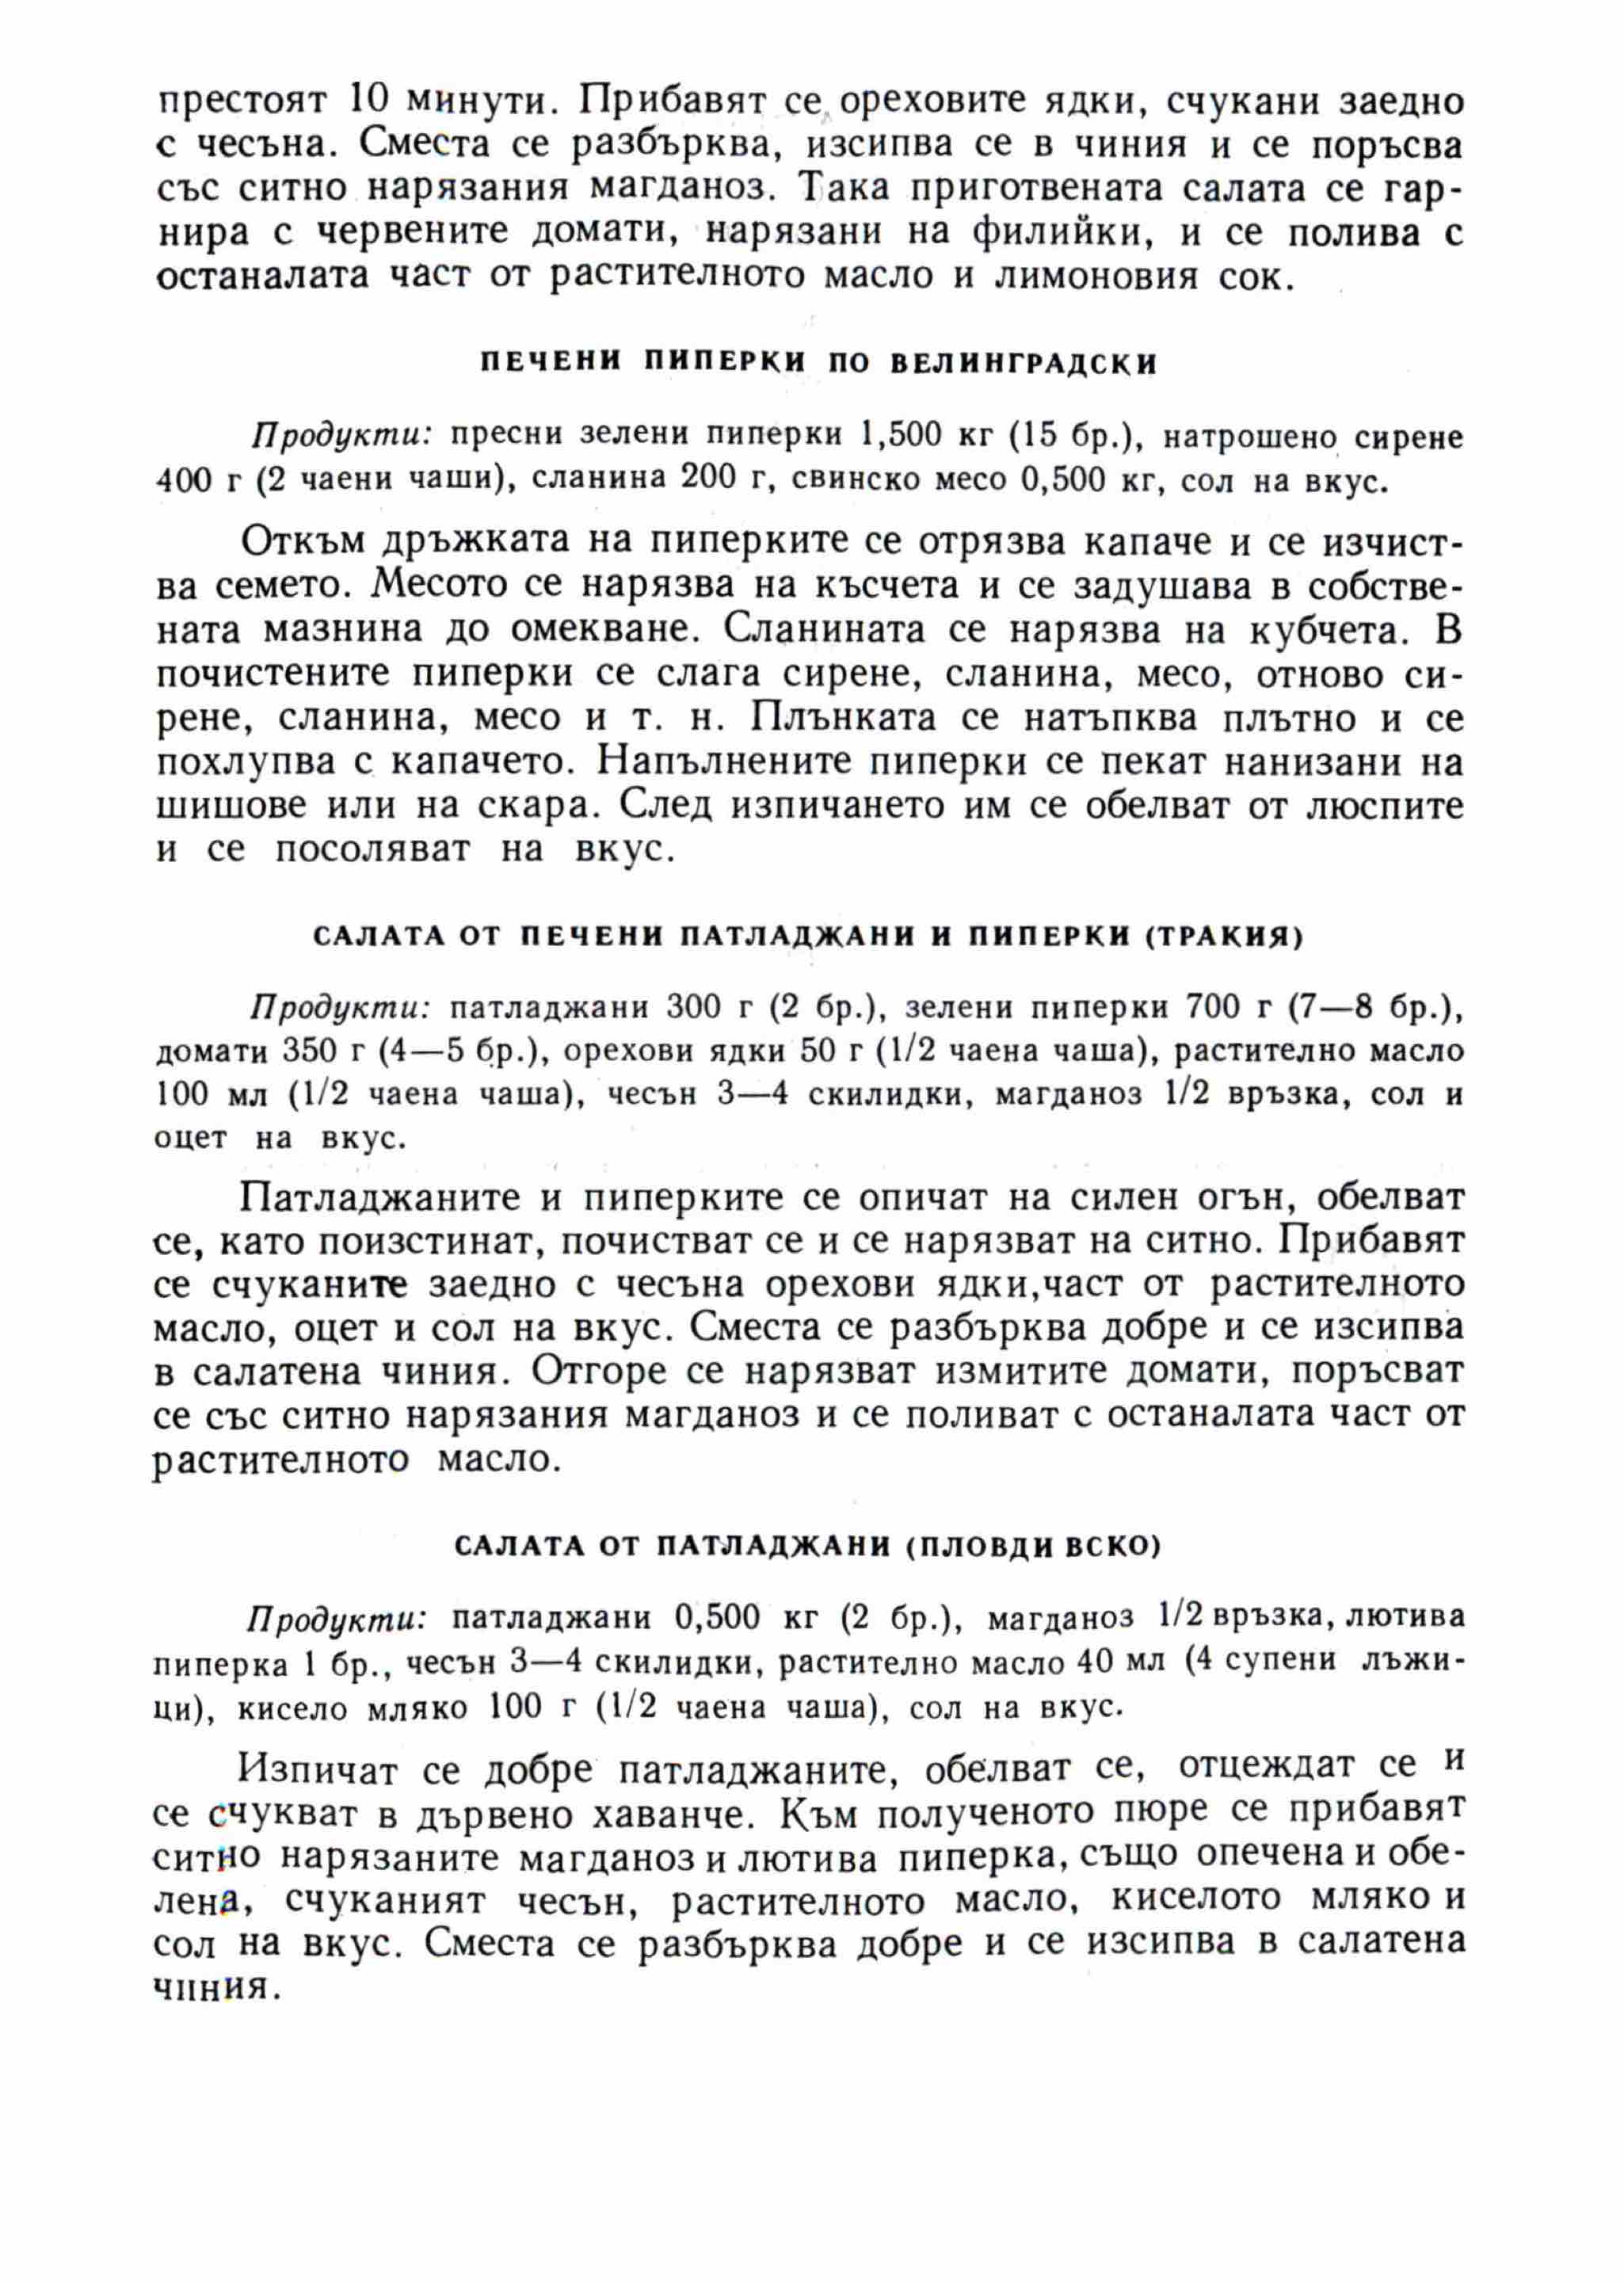 престоят 10 минути. Прибавят се ореховите ядки, счукани заедно
с чесъна. Сместа се разбърква, изсипва се в чиния и се поръсва
със ситно нарязания магданоз. Така приготвената салата се гар-
нира с червените домати, нарязани на филийки, и се полива с
останалата част от растителното масло и лимоновия сок.
ПЕЧЕНИ ПИПЕРКИ ПО ВЕЛИНГРАДСКИ
Продукти: пресни зелени пиперки 1,500 кг (15 бр.), натрошено сирене
400 г (2 чаени чаши), сланина 200 г, свинско месо 0,500 кг, сол на вкус.
Откъм дръжката на пиперките се отрязва капаче и се изчист-
ва семето. Месото се нарязва на късчета и се задушава в собстве-
ната мазнина до омекване. Сланината се нарязва на кубчета. В
почистените пиперки се слага сирене, сланина, месо, отново си-
рене, сланина, месо и т. н. Плънката се натъпква плътно и се
похлупва с капачето. Напълнените пиперки се пекат нанизани на
шишове или на скара. След изпичането им се обелват от люспите
и се посоляват на вкус.
САЛАТА ОТ ПЕЧЕНИ ПАТЛАДЖАНИ И ПИПЕРКИ (ТРАКИЯ)
Продукти: патладжани 300 г (2 бр.), зелени пиперки 700 г (7—8 бр.),
домати 350 г (4—5 бр.), орехови ядки 50 г (1/2 чаена чаша), растително масло
100 мл (1/2 чаена чаша), чесън 3—4 скилидки, магданоз 1/2 връзка, сол и
оцет на вкус.
Патладжаните и пиперките се опичат на силен огън, обелват
се, като поизстинат, почистват се и се нарязват на ситно. Прибавят
се счуканите заедно с чесъна орехови ядки,част от растителното
масло, оцет и сол на вкус. Сместа се разбърква добре и се изсипва
в салатена чиния. Отгоре се нарязват измитите домати, поръсват
се със ситно нарязания магданоз и се поливат с останалата част от
растителното масло.
САЛАТА ОТ ПАТЛАДЖАНИ (ПЛОВДИВСКО)
Продукти: патладжани 0,500 кг (2 бр.), магданоз 1/2 връзка, лютива
пиперка 1 бр., чесън 3—4 скилидки, растително масло 40 мл (4 супени лъжи-
ци), кисело мляко 100 г (1/2 чаена чаша), сол на вкус.
Изпичат се добре патладжаните, обелват се, отцеждат се и
се счукват в дървено хаванче. Към полученото пюре се прибавят
ситно нарязаните магданоз и лютива пиперка, също опечена и обе-
лена, счуканият чесън, растителното масло, киселото мляко и
сол на вкус. Сместа се разбърква добре и се изсипва в салатена
чиния.